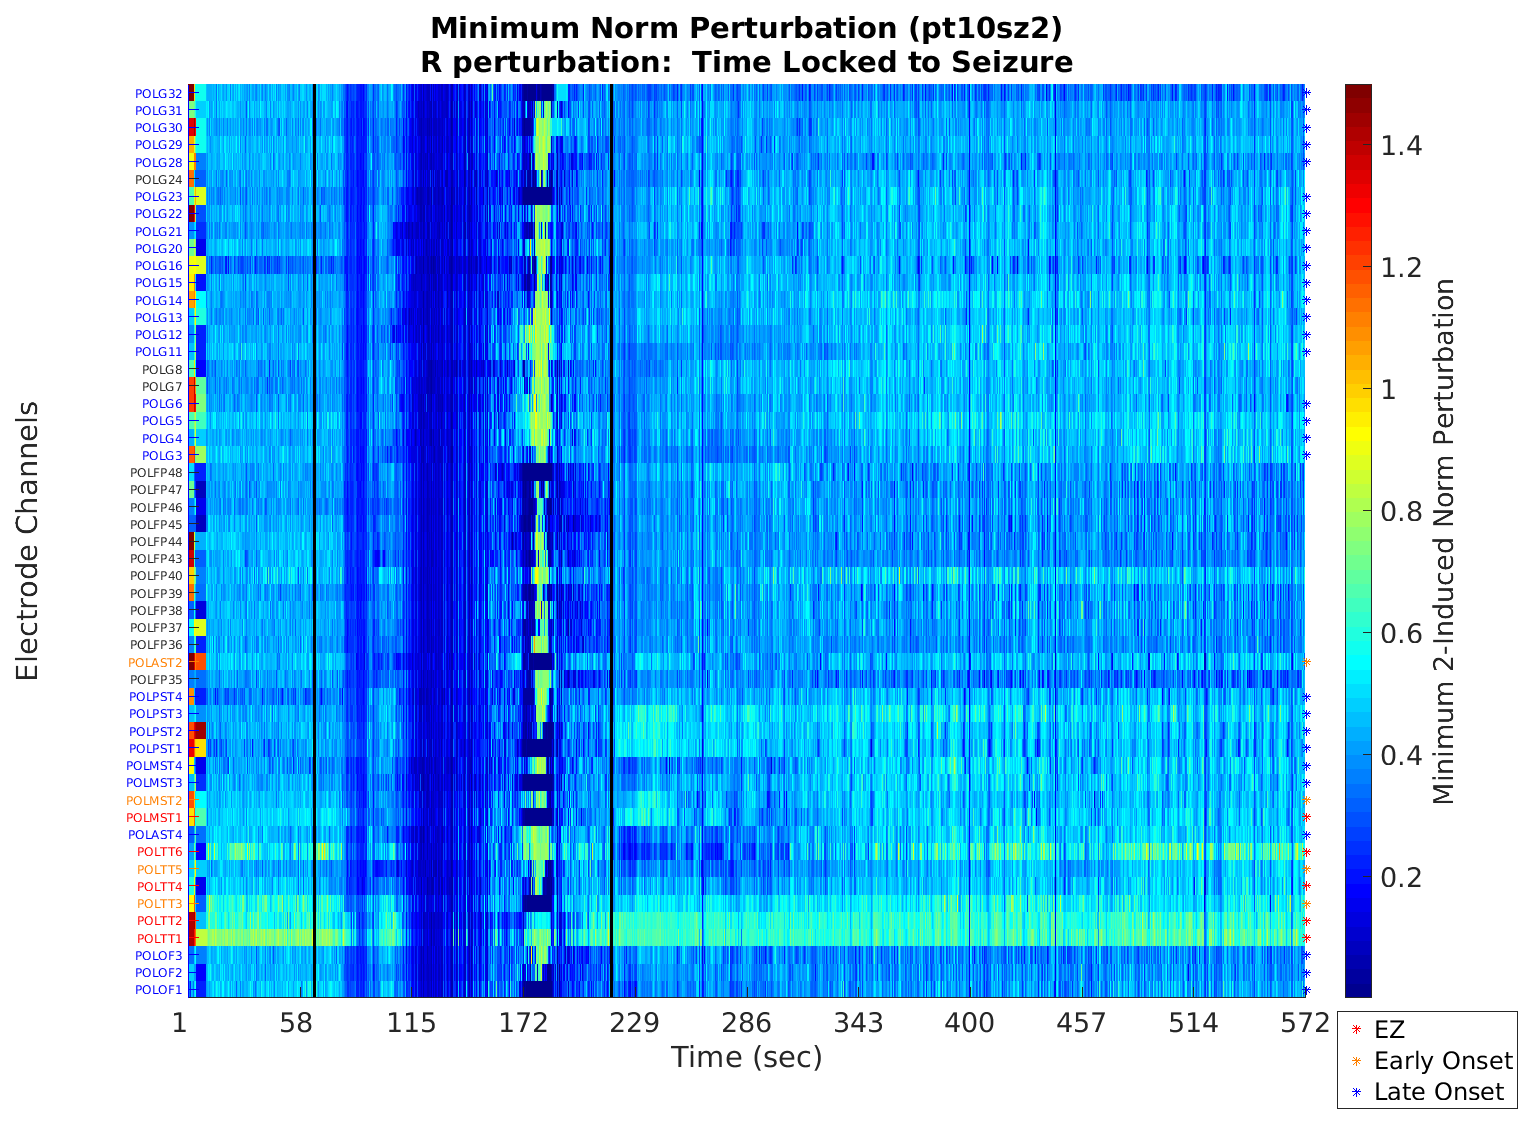 Minimum Norm Perturbation (pt10sz2)
R perturbation:  Time Locked to Seizure
Electrode Channels
POLG32
POLG31
POLG30
POLG29
POLG28
POLG24
POLG23
POLG22
POLG21
POLG20
POLG16
POLG15
POLG14
POLG13
POLG12
POLG11
POLG8
POLG7
POLG6
POLG5
POLG4
POLG3
POLFP48
POLFP47
POLFP46
POLFP45
POLFP44
POLFP43
POLFP40
POLFP39
POLFP38
POLFP37
POLFP36
POLAST2
POLFP35
POLPST4
POLPST3
POLPST2
POLPST1
POLMST4
POLMST3
POLMST2
POLMST1
POLAST4
POLTT6
POLTT5
POLTT4
POLTT3
POLTT2
POLTT1
POLOF3
POLOF2
POLOF1
1 58 115 172 229 286 343 400 457 514 572
Time (sec)
1.4
1.2
1
0.8
0.6
0.4
0.2
Minimum 2-Induced Norm Perturbation
EZ
Early Onset
Late Onset